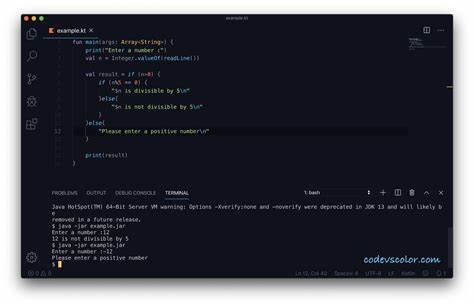 example.kt
example.kt ×
fun main(args: Array<String>) {
print("Enter a number :")
val n = Integer.valueOf(readLine())
val result = if (n>0) {
if (n%5 == 0) {
"$n is divisible by 5\n"
}else{
"$n is not divisible by 5\n"
}
}else{
12 "Please enter a positive number\n"
}
print(result)
}
PROBLEMS OUTPUT DEBUG CONSOLE TERMINAL 1: bash
Java HotSpot(TM) 64-Bit Server VM warning: Options -Xverify:none and -noverify were deprecated in JDK 13 and will likely be
removed in a future release.
$ java -jar example.jar
Enter a number :12
12 is not divisible by 5
$ java -jar example.jar
Enter a number :-12
Please enter a positive number
$
codevscolor.com
Ln 12, Col 42 Spaces: 4 UTF-8 LF Kotlin